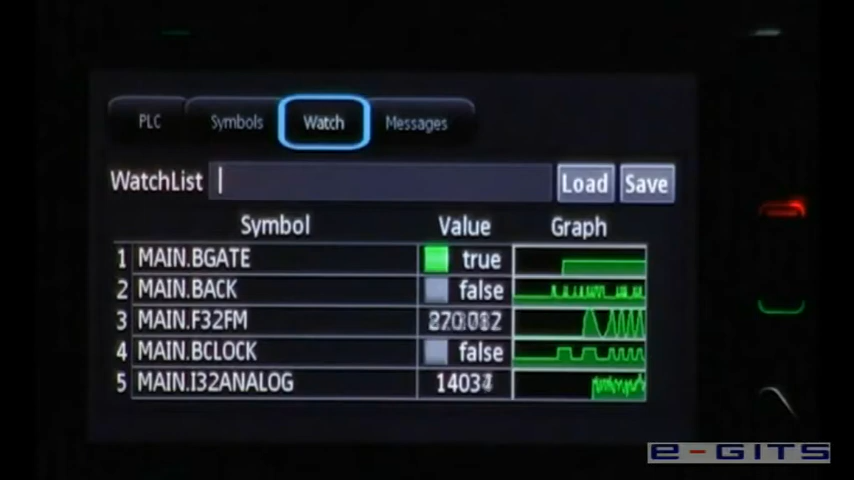 PLC Symbols Watch Messages
WatchList Load Save
Symbol Value Graph
1 MAIN.BGATE true
2 MAIN.BACK false
3 MAIN.F32FM
4 MAIN.BCLOCK false
5 MAIN.I32ANALOG
e-GITS